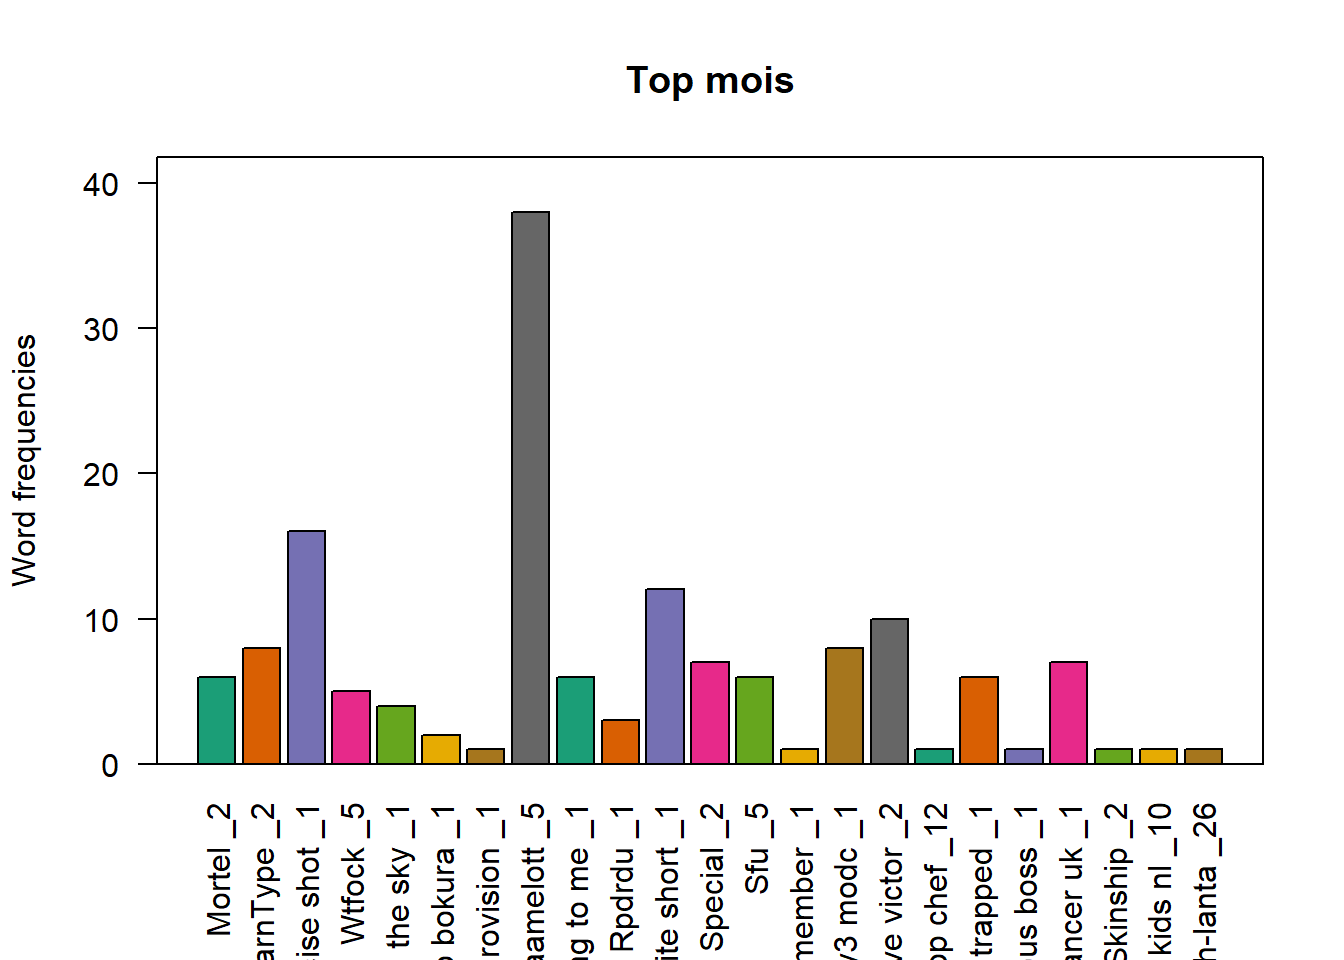 Top mois
Word frequencies
40
30
20
10
0
Mortel _2
arnType _2
ise shot _1
Wtfock _5
the sky _1
bokura _1
rovision _1
aamelott _5
ng to me _1
Rpdrdu _1
ite short _1
Special _2
Sfu _5
member _1
v3 modc _1
ve victor _2
op chef _12
trapped _1
ous boss _1
ancer uk _1
Skinship _2
kids nl _10
h-lanta _26